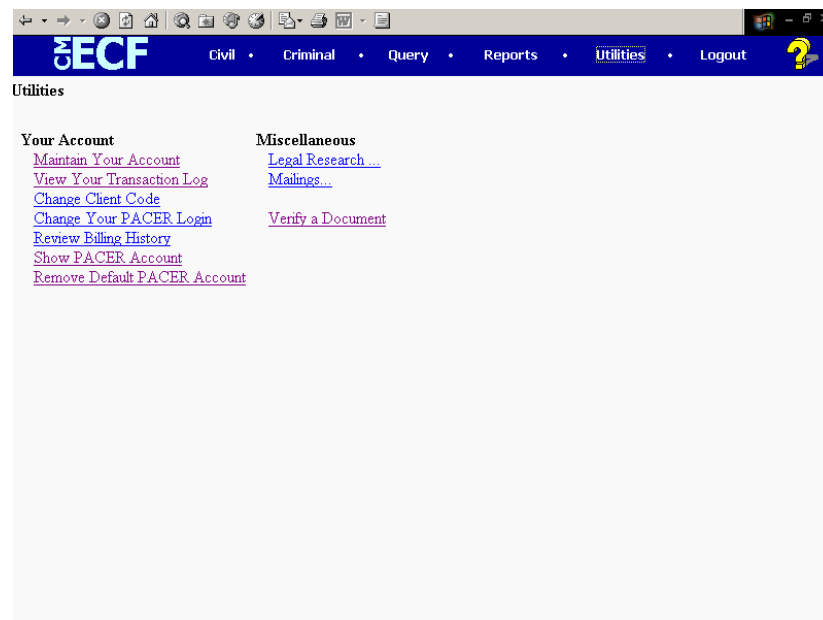 CM ECF Civil • Criminal • Query • Reports • Utilities • Logout ?
Utilities
Your Account
Maintain Your Account
View Your Transaction Log
Change Client Code
Change Your PACER Login
Review Billing History
Show PACER Account
Remove Default PACER Account
Miscellaneous
Legal Research ...
Mailings...
Verify a Document